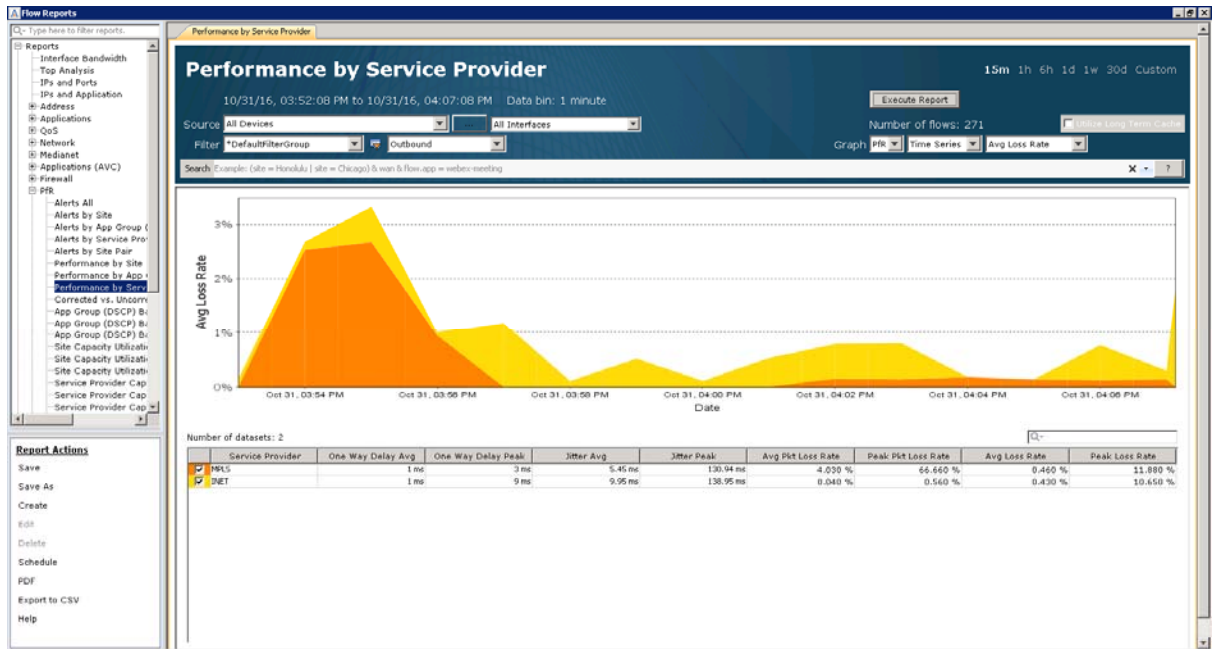 Flow Reports
Type here to filter reports.
Reports
Interface Bandwidth
Top Analysis
IPs and Ports
IPs and Application
Address
Applications
QoS
Network
Medianet
Applications (AVC)
Firewall
PfR
Alerts All
Alerts by Site
Alerts by App Group (
Alerts by Service Pro
Alerts by Site Pair
Performance by Site
Performance by App
Performance by Serv
Corrected vs. Uncorre
App Group (DSCP) Ba
App Group (DSCP) Ba
App Group (DSCP) Ba
Site Capacity Utilizati
Site Capacity Utilizati
Site Capacity Utilizati
Service Provider Cap
Service Provider Cap
Service Provider Cap
Report Actions
Save
Save As
Create
Edit
Delete
Schedule
PDF
Export to CSV
Help
Performance by Service Provider
Performance by Service Provider
15m 1h 6h 1d 1w 30d Custom
10/31/16, 03:52:08 PM to 10/31/16, 04:07:08 PM Data bin: 1 minute
Execute Report
Source All Devices ... All Interfaces
Number of flows: 271 Utilize Long Term Cache
Filter *DefaultFilterGroup Outbound
Graph PfR Time Series Avg Loss Rate
Search Example: (site = Honolulu | site = Chicago) & wan & flow.app = webex-meeting X ?
Avg Loss Rate
3%
2%
1%
0%
Oct 31, 03:54 PM Oct 31, 03:56 PM Oct 31, 03:58 PM Oct 31, 04:00 PM Oct 31, 04:02 PM Oct 31, 04:04 PM Oct 31, 04:06 PM
Date
Number of datasets: 2
Service Provider One Way Delay Avg One Way Delay Peak Jitter Avg Jitter Peak Avg Pkt Loss Rate Peak Pkt Loss Rate Avg Loss Rate Peak Loss Rate
MPLS 1 ms 3 ms 5.45 ms 130.94 ms 4.030 % 66.660 % 0.460 % 11.880 %
INET 1 ms 9 ms 9.95 ms 138.95 ms 0.040 % 0.560 % 0.430 % 10.650 %